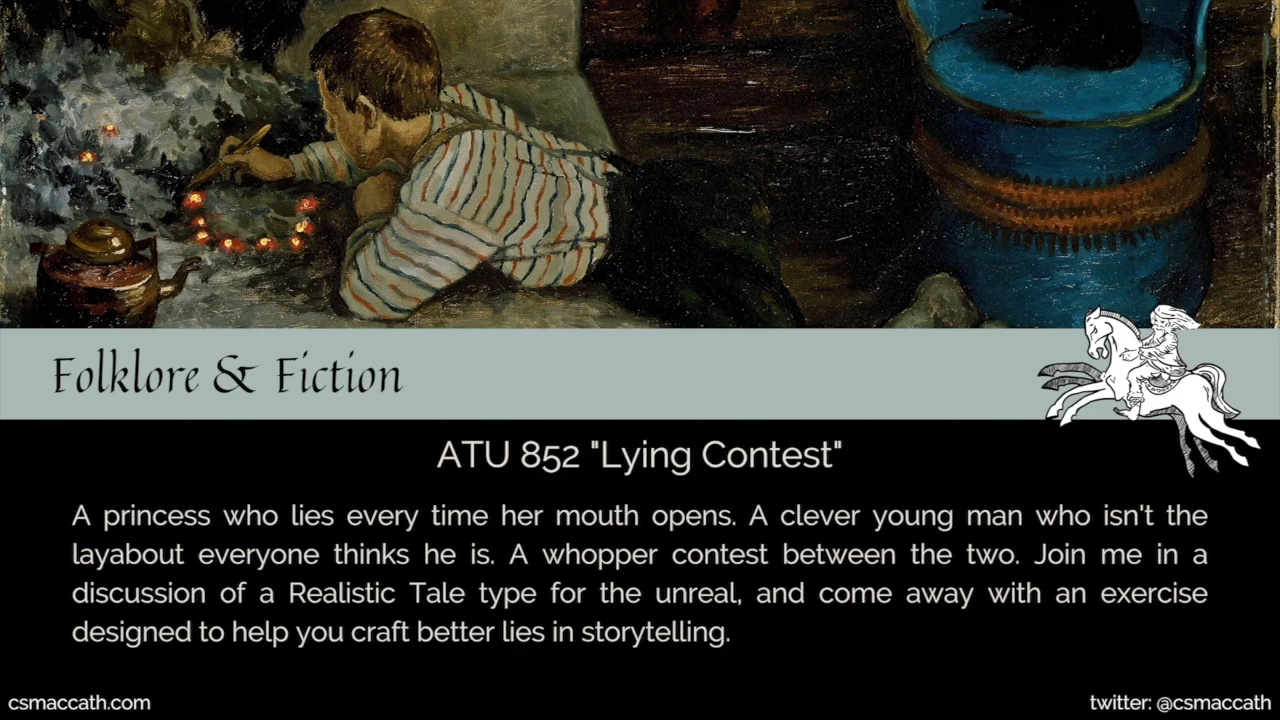 Folklore & Fiction
ATU 852 "Lying Contest"
A princess who lies every time her mouth opens. A clever young man who isn't the
layabout everyone thinks he is. A whopper contest between the two. Join me in a
discussion of a Realistic Tale type for the unreal, and come away with an exercise
designed to help you craft better lies in storytelling.
csmaccath.com
twitter: @csmaccath